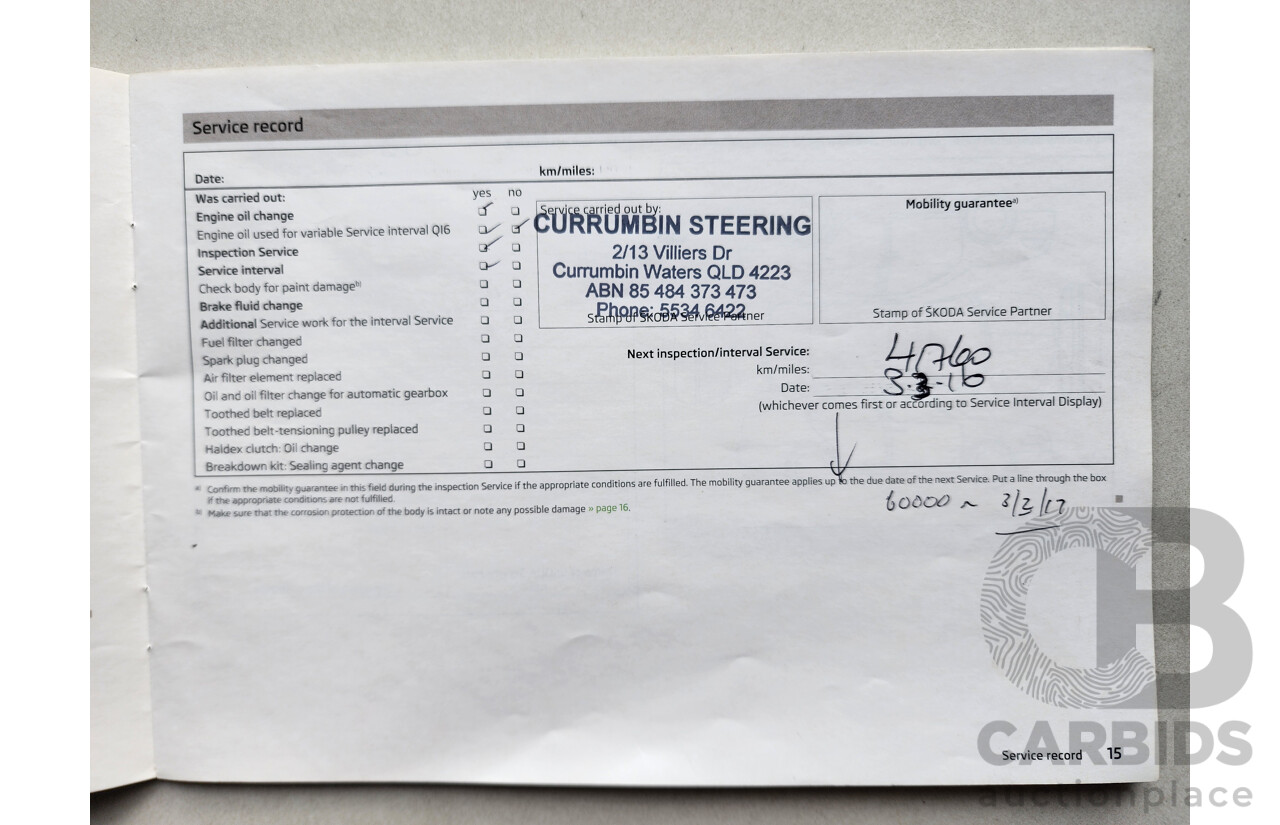 Service record
Date:
km/miles:
Was carried out: yes no
Engine oil change
Engine oil used for variable Service interval QI6
Inspection Service
Service interval
Check body for paint damage b)
Brake fluid change
Additional Service work for the interval Service
Fuel filter changed
Spark plug changed
Air filter element replaced
Oil and oil filter change for automatic gearbox
Toothed belt replaced
Toothed belt-tensioning pulley replaced
Haldex clutch: Oil change
Breakdown kit: Sealing agent change
Service carried out by:
CURRUMBIN STEERING
2/13 Villiers Dr
Currumbin Waters QLD 4223
ABN 85 484 373 473
Phone: 5534 6422
Stamp of ŠKODA Service Partner
Mobility guarantee a)
Stamp of ŠKODA Service Partner
Next inspection/interval Service:
km/miles:
Date:
(whichever comes first or according to Service Interval Display)
a) Confirm the mobility guarantee in this field during the inspection Service if the appropriate conditions are fulfilled. The mobility guarantee applies up to the due date of the next Service. Put a line through the box
if the appropriate conditions are not fulfilled.
b) Make sure that the corrosion protection of the body is intact or note any possible damage » page 16.
60000 ~ 3/3/17
Service record 15
CARBIDS
auctionplace